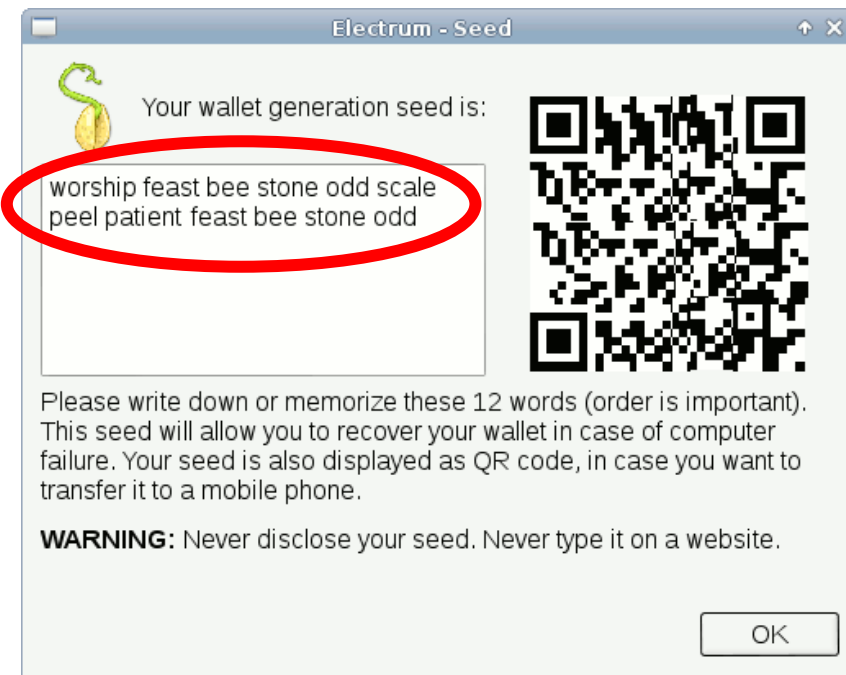 Electrum - Seed
Your wallet generation seed is:
worship feast bee stone odd scale
peel patient feast bee stone odd
Please write down or memorize these 12 words (order is important).
This seed will allow you to recover your wallet in case of computer
failure. Your seed is also displayed as QR code, in case you want to
transfer it to a mobile phone.
WARNING: Never disclose your seed. Never type it on a website.
OK